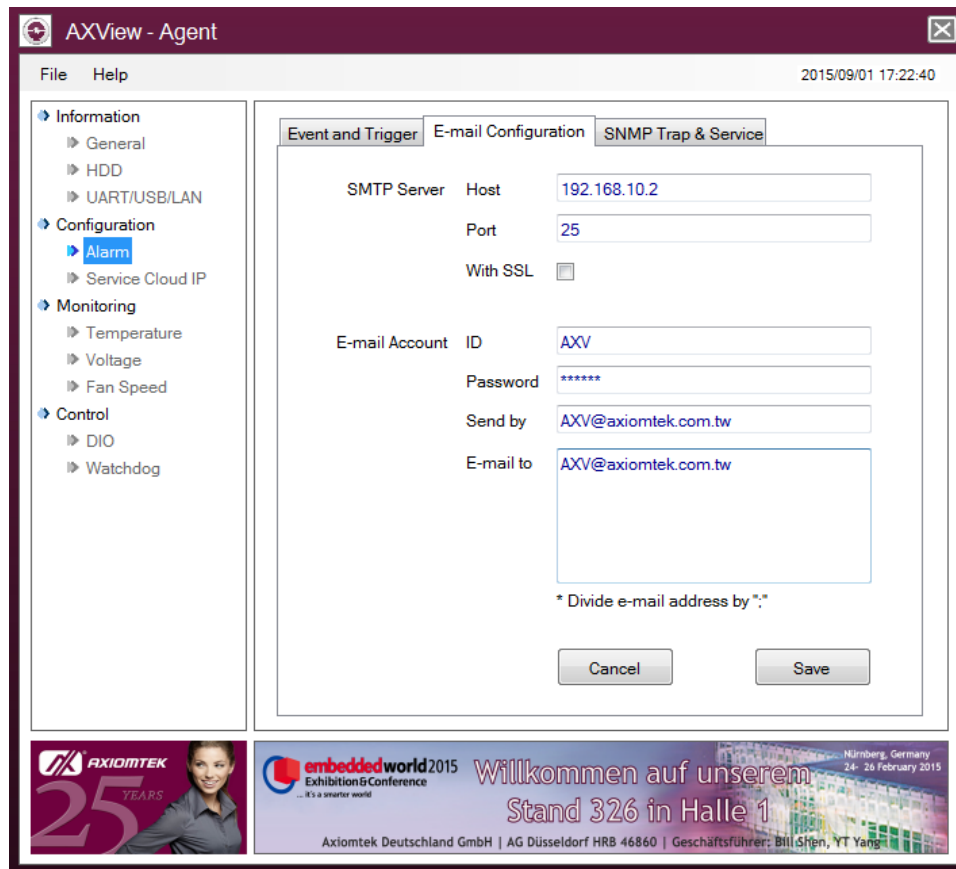 AXView - Agent
File Help 2015/09/01 17:22:40
Information
General
HDD
UART/USB/LAN
Configuration
Alarm
Service Cloud IP
Monitoring
Temperature
Voltage
Fan Speed
Control
DIO
Watchdog
Event and Trigger E-mail Configuration SNMP Trap & Service
SMTP Server Host 192.168.10.2
Port 25
With SSL
E-mail Account ID AXV
Password ******
Send by AXV@axiomtek.com.tw
E-mail to AXV@axiomtek.com.tw
* Divide e-mail address by ";"
Cancel Save
AXIOMTEK
25
YEARS
embeddedworld2015
Exhibition&Conference
... it's a smarter world
Willkommen auf unserem
Stand 326 in Halle 1
Nürnberg, Germany
24- 26 February 2015
Axiomtek Deutschland GmbH | AG Düsseldorf HRB 46860 | Geschäftsführer: Bill Shen, YT Yang